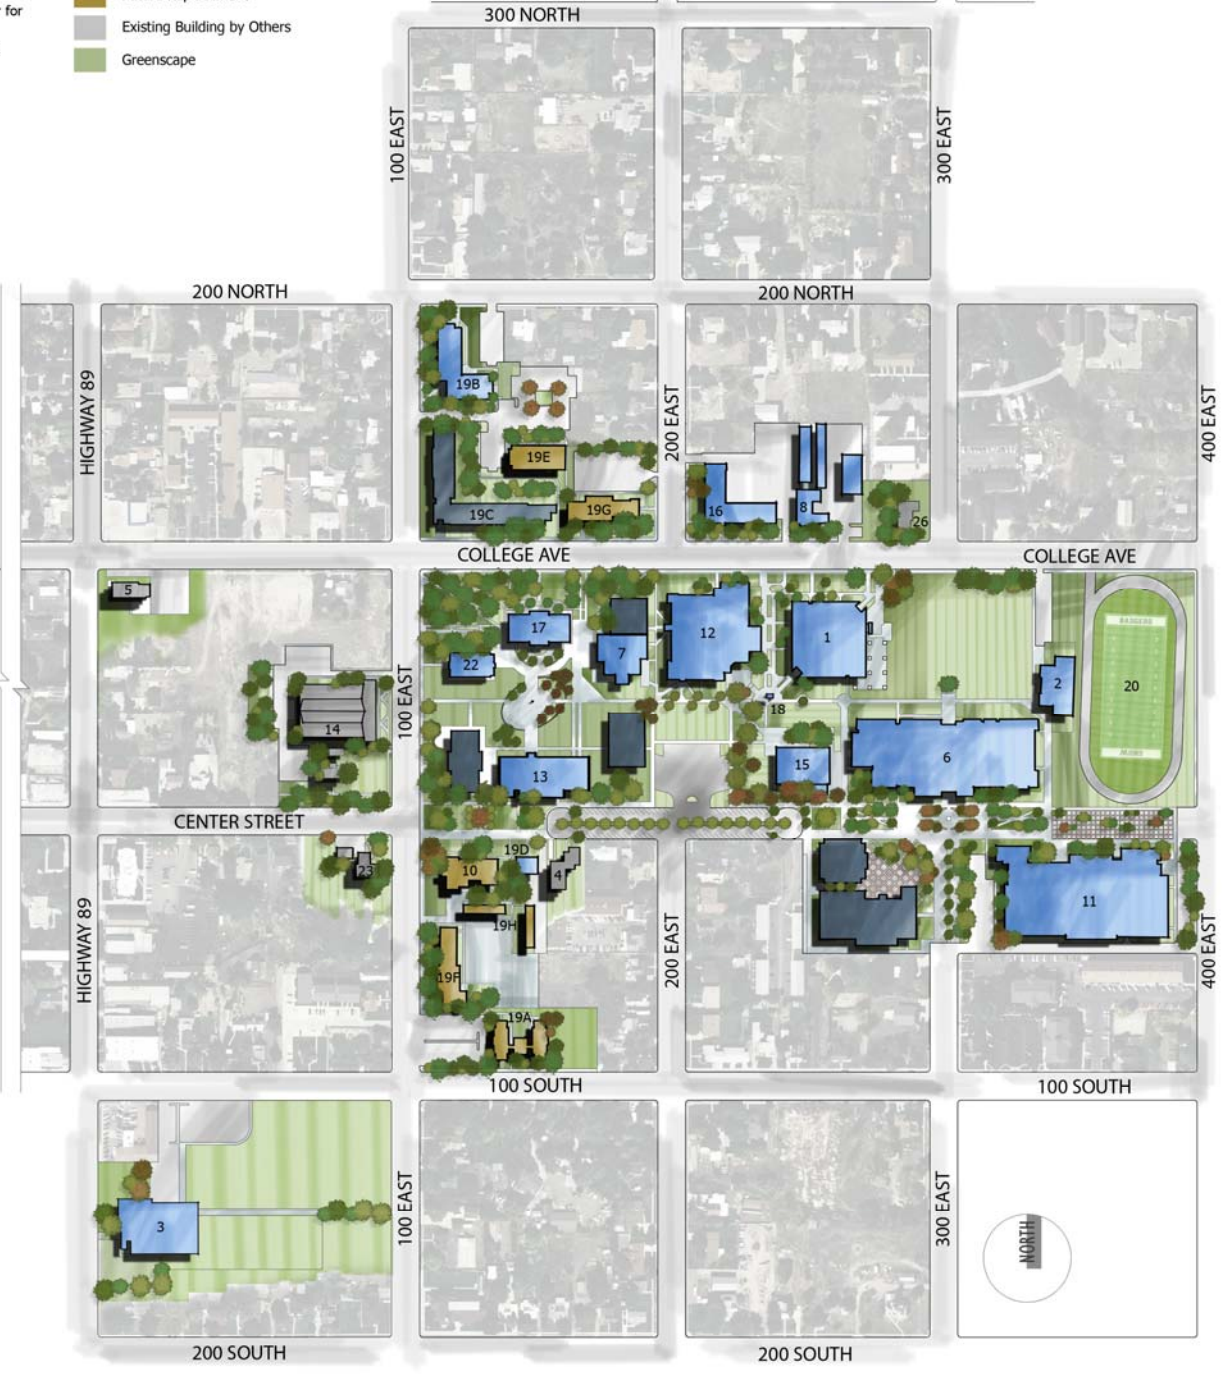 for
Existing Building by Others
Greenscape
300 NORTH
100 EAST
300 EAST
200 NORTH
200 NORTH
HIGHWAY 89
19B
200 EAST
400 EAST
19E
19C
19G
16
8
26
COLLEGE AVE
COLLEGE AVE
5
17
12
1
7
22
2
20
BADGERS
SNOW
18
14
100 EAST
13
15
6
CENTER STREET
19D
23
10
4
11
19H
HIGHWAY 89
200 EAST
400 EAST
19F
19A
100 SOUTH
100 SOUTH
3
100 EAST
300 EAST
NORTH
200 SOUTH
200 SOUTH